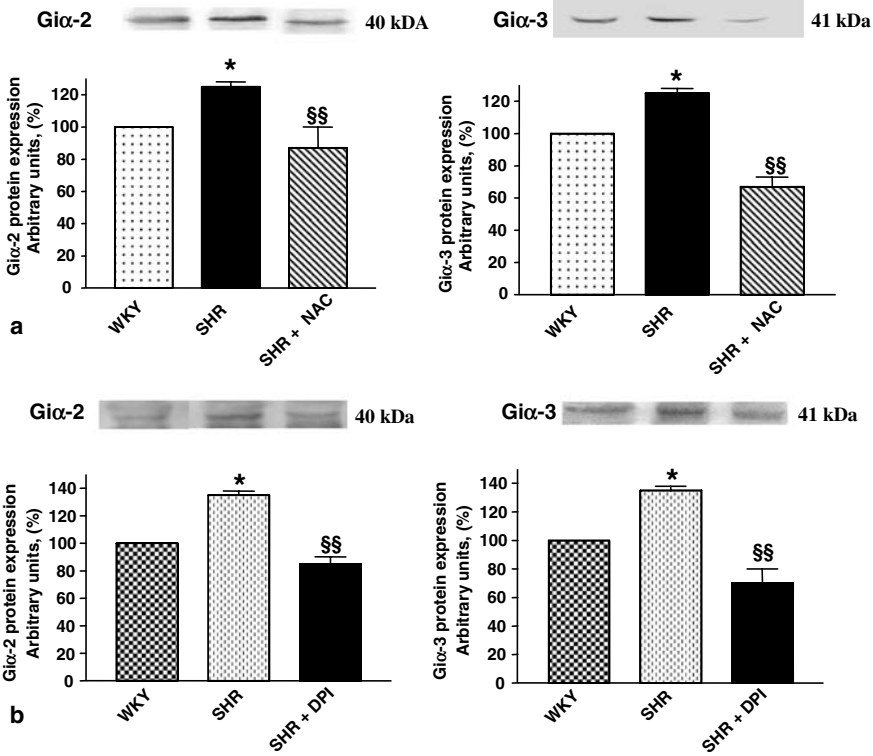 Giα-2 40 kDA
*
§§
120
100
80
60
40
20
0
Giα-2 protein expression
Arbitrary units, (%)
WKY
SHR
SHR + NAC
Giα-3 41 kDa
*
§§
120
100
80
60
40
20
0
Giα-3 protein expression
Arbitrary units, (%)
WKY
SHR
SHR + NAC
a
Giα-2 40 kDa
*
§§
140
120
100
80
60
40
20
0
Giα-2 protein expression
Arbitrary units, (%)
WKY
SHR
SHR + DPI
Giα-3 41 kDa
*
§§
140
120
100
80
60
40
20
0
Giα-3 protein expression
Arbitrary units, (%)
WKY
SHR
SHR + DPI
b